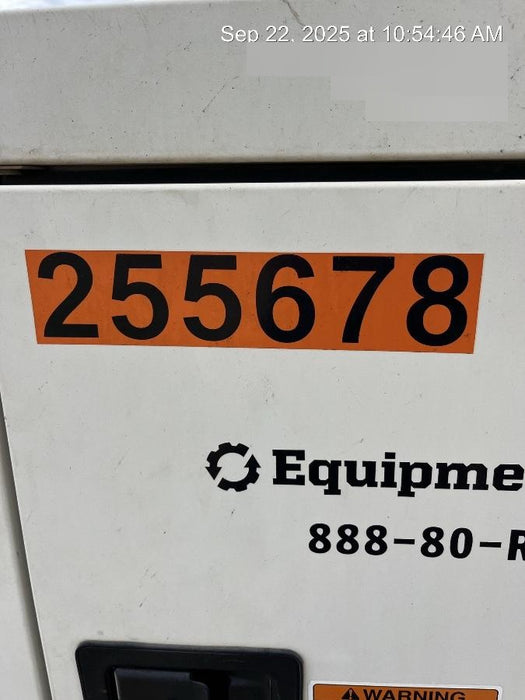 Sep 22, 2025 at 10:54:46 AM
255678
Equipme
888-80-R
WARNING